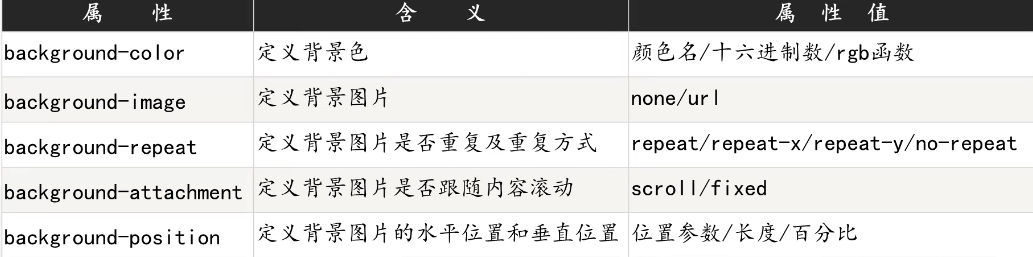 属 性 含 义 属 性 值
background-color 定义背景色 颜色名/十六进制数/rgb函数
background-image 定义背景图片 none/url
background-repeat 定义背景图片是否重复及重复方式 repeat/repeat-x/repeat-y/no-repeat
background-attachment 定义背景图片是否跟随内容滚动 scroll/fixed
background-position 定义背景图片的水平位置和垂直位置 位置参数/长度/百分比